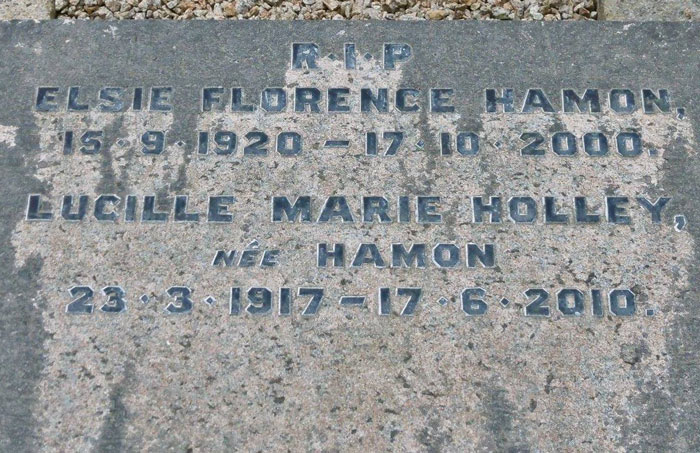 R·I·P
ELSIE FLORENCE HAMON,
15·9·1920–17·10·2000.
LUCILLE MARIE HOLLEY,
NÉE HAMON
23·3·1917–17·6·2010.